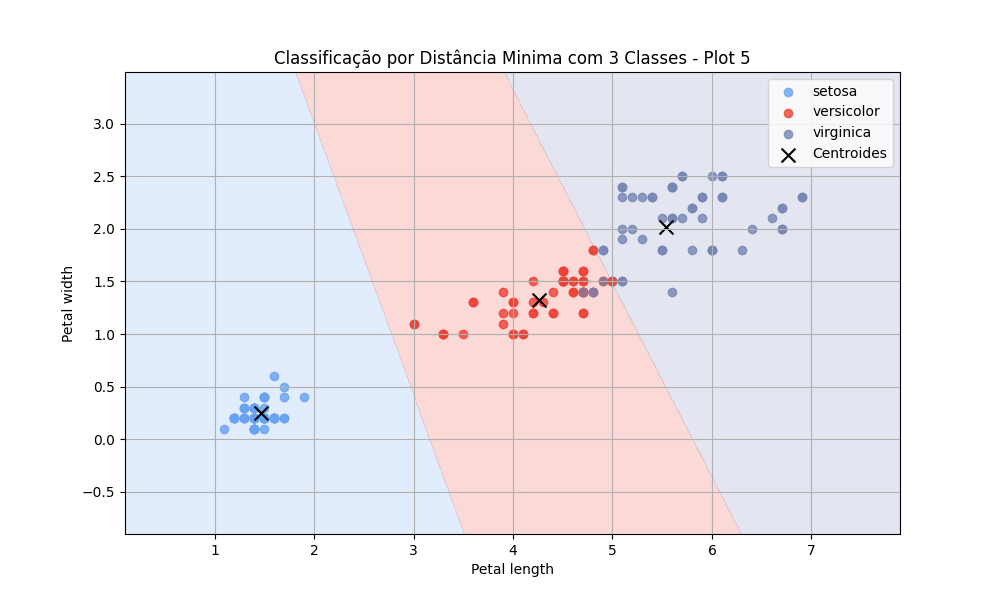 Classificação por Distância Minima com 3 Classes - Plot 5
setosa
versicolor
virginica
Centroides
3.0
2.5
2.0
1.5
1.0
0.5
0.0
−0.5
Petal width
1 2 3 4 5 6 7
Petal length